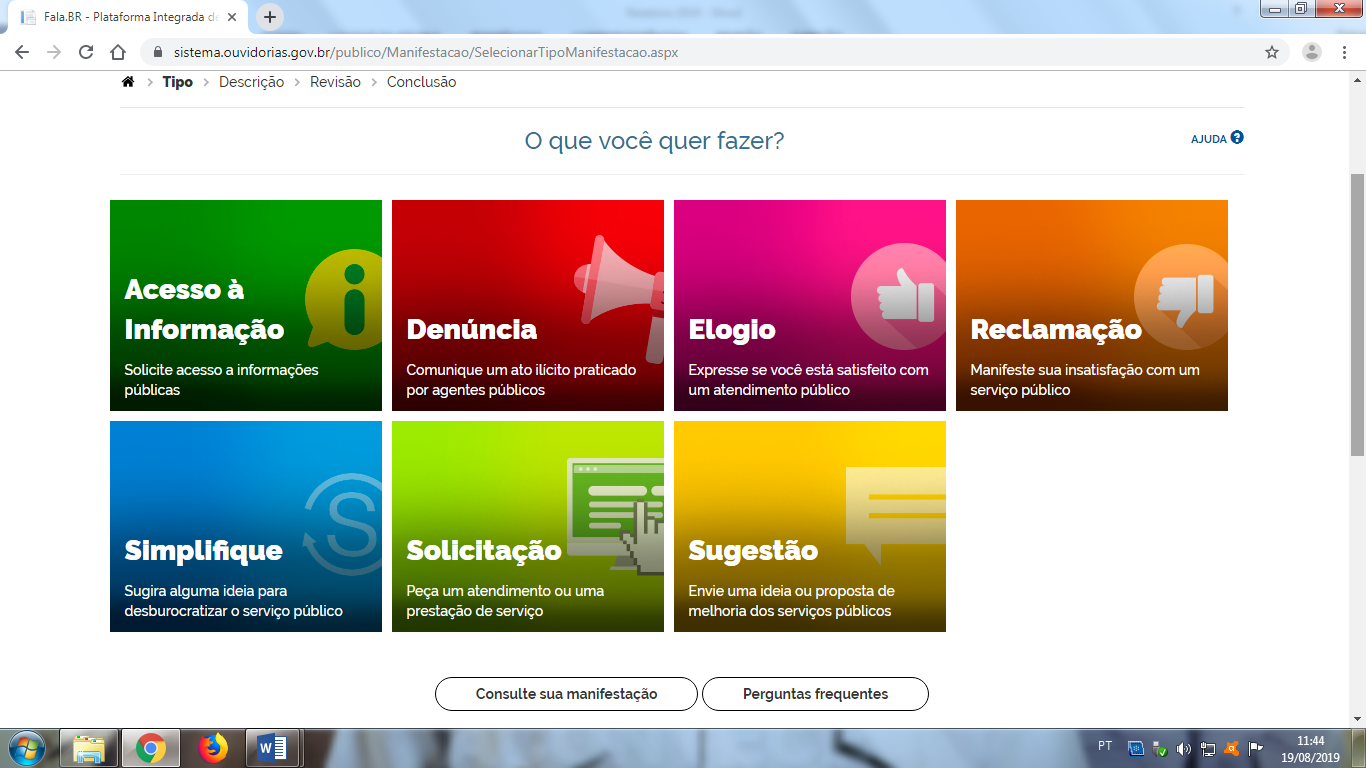 Fala.BR - Plataforma Integrada de
sistema.ouvidorias.gov.br/publico/Manifestacao/SelecionarTipoManifestacao.aspx
Tipo > Descrição > Revisão > Conclusão
O que você quer fazer?
AJUDA
Acesso à
Informação
Solicite acesso a informações
públicas
Denúncia
Comunique um ato ilícito praticado
por agentes públicos
Elogio
Expresse se você está satisfeito com
um atendimento público
Reclamação
Manifeste sua insatisfação com um
serviço público
Simplifique
Sugira alguma ideia para
desburocratizar o serviço público
Solicitação
Peça um atendimento ou uma
prestação de serviço
Sugestão
Envie uma ideia ou proposta de
melhoria dos serviços públicos
Consulte sua manifestação
Perguntas frequentes
PT
11:44
19/08/2019